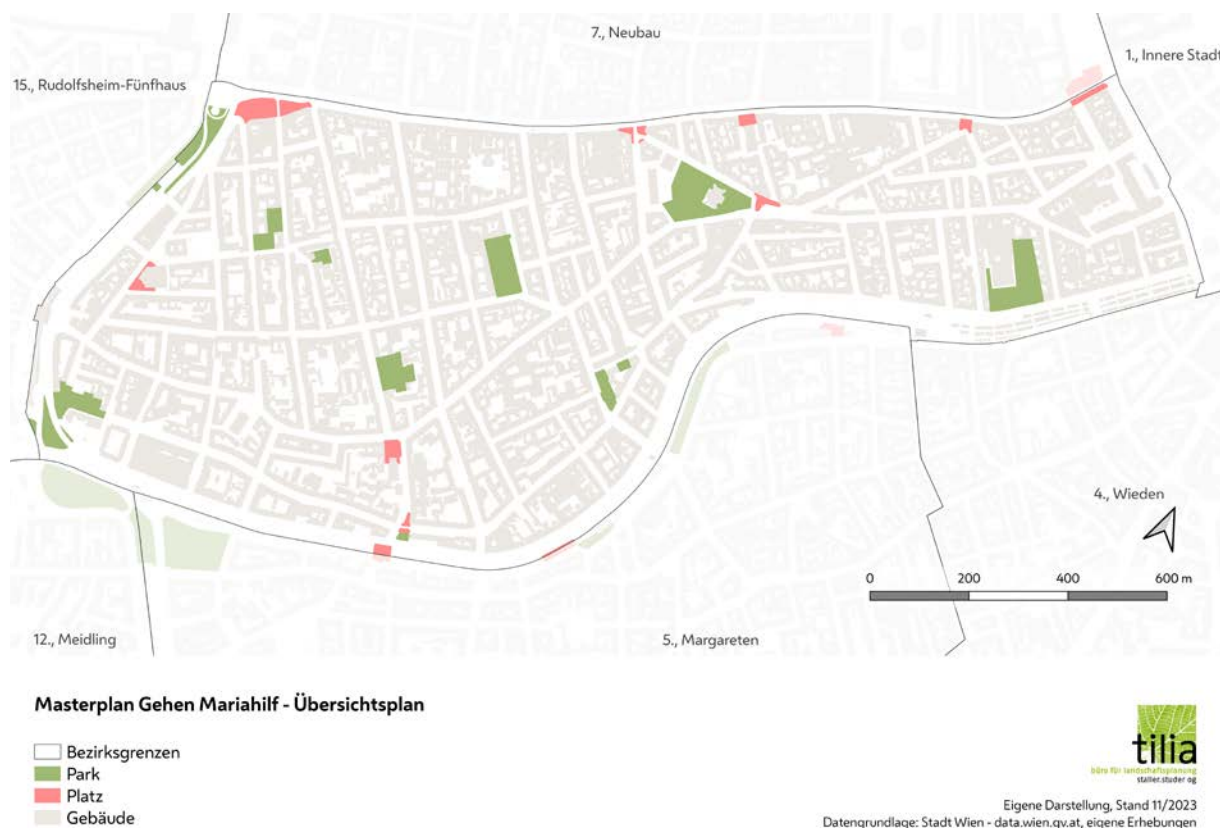 7., Neubau
1., Innere Stadt
15., Rudolfsheim-Fünfhaus
4., Wieden
0 200 400 600 m
12., Meidling
5., Margareten
Masterplan Gehen Mariahilf - Übersichtsplan
Bezirksgrenzen
Park
Platz
Gebäude
tilia
büro für landschaftsplanung
staller.studer og
Eigene Darstellung, Stand 11/2023
Datengrundlage: Stadt Wien - data.wien.gv.at, eigene Erhebungen